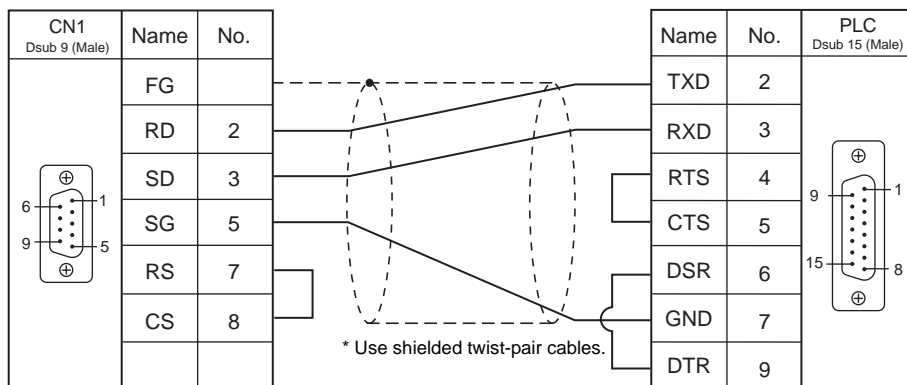 CN1
Dsub 9 (Male)
Name No.
FG
RD 2
SD 3
SG 5
RS 7
CS 8
1
6
9
5
* Use shielded twist-pair cables.
Name No.
PLC
Dsub 15 (Male)
TXD 2
RXD 3
RTS 4
CTS 5
DSR 6
GND 7
DTR 9
1
9
15
8